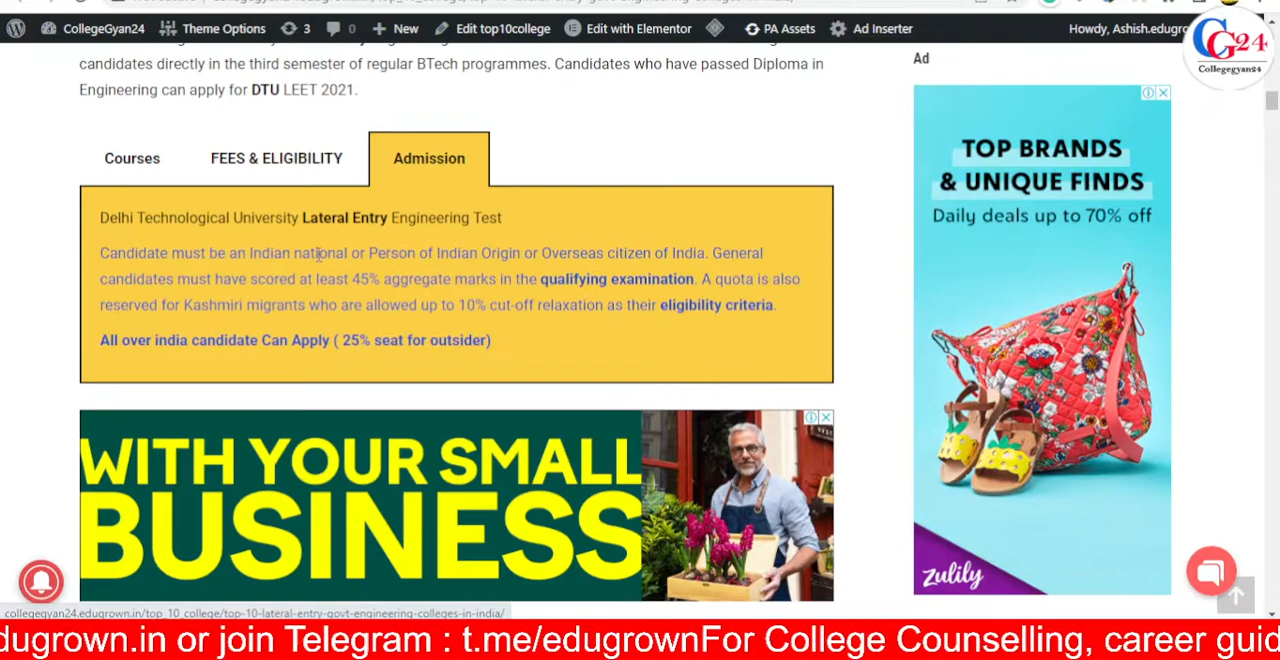 CollegeGyan24 Theme Options 3 0 New Edit top10college Edit with Elementor PA Assets Ad Inserter Howdy, Ashish.edugro
CG24
Collegegyan24
candidates directly in the third semester of regular BTech programmes. Candidates who have passed Diploma in
Engineering can apply for DTU LEET 2021.
Ad
Courses FEES & ELIGIBILITY Admission
Delhi Technological University Lateral Entry Engineering Test
Candidate must be an Indian national or Person of Indian Origin or Overseas citizen of India. General
candidates must have scored at least 45% aggregate marks in the qualifying examination. A quota is also
reserved for Kashmiri migrants who are allowed up to 10% cut-off relaxation as their eligibility criteria.
All over india candidate Can Apply ( 25% seat for outsider)
TOP BRANDS
& UNIQUE FINDS
Daily deals up to 70% off
zulily
WITH YOUR SMALL
BUSINESS
collegegyan24.edugrown.in/top_10_college/top-10-lateral-entry-govt-engineering-colleges-in-india/
dugrown.in or join Telegram : t.me/edugrownFor College Counselling, career guid